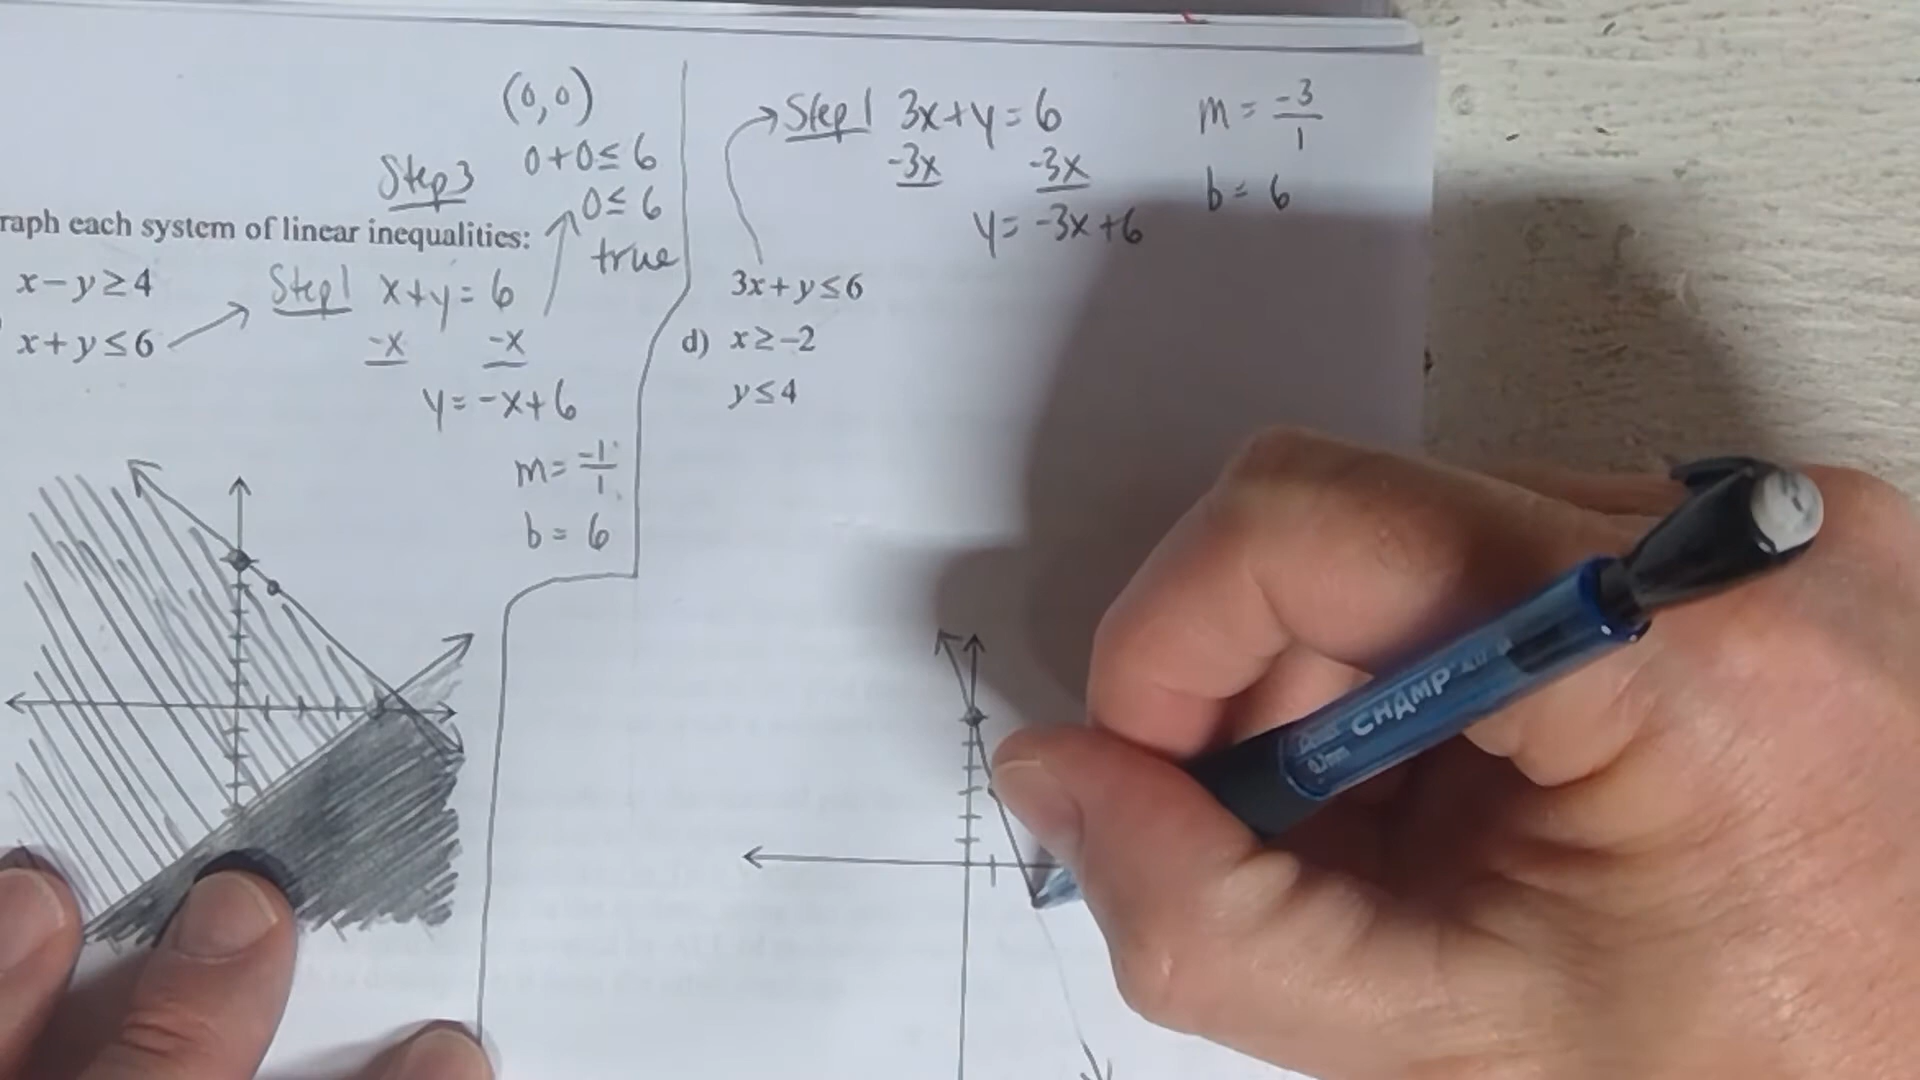 (0,0)
Step 3 0+0≤6
0≤6
true
raph each system of linear inequalities:
x-y≥4
x+y≤6
Step 1 x+y=6
-x -x
y=-x+6
m=-1/1
b=6
Step 1 3x+y=6
-3x -3x
y=-3x+6
m=-3/1
b=6
3x+y≤6
d) x≥-2
y≤4
CHAMP